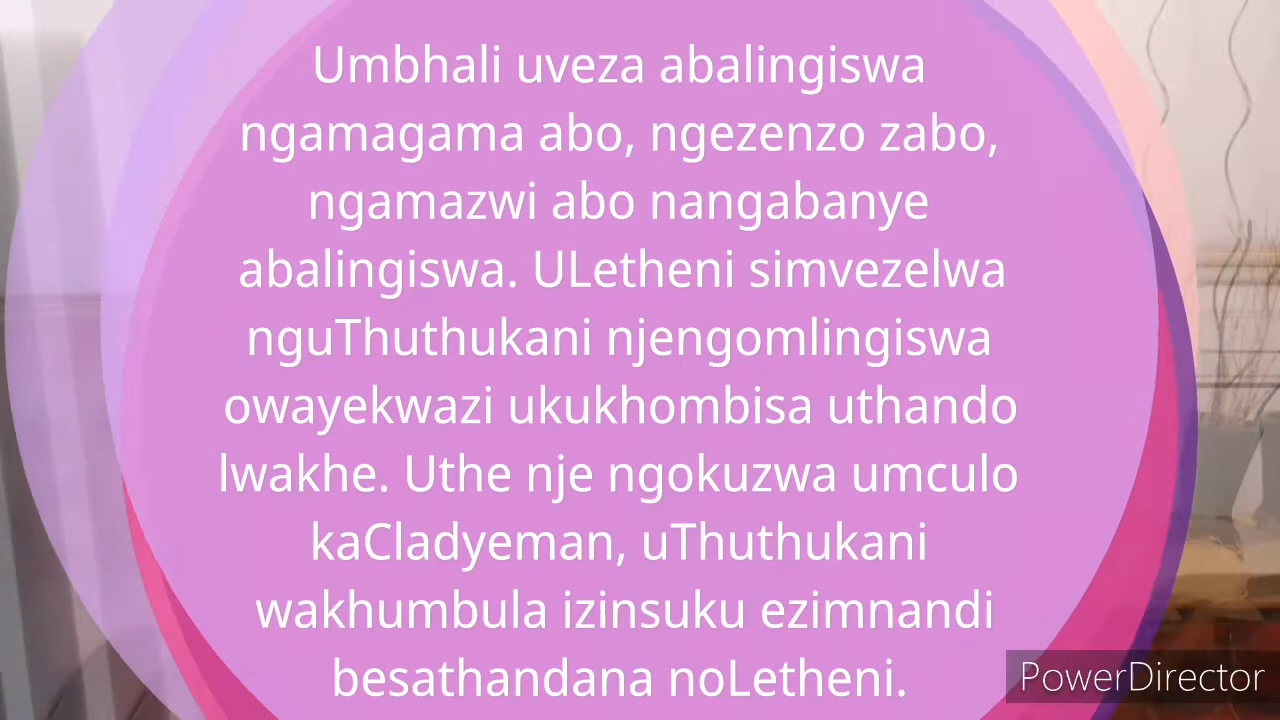 Umbhali uveza abalingiswa
ngamagama abo, ngezenzo zabo,
ngamazwi abo nangabanye
abalingiswa. ULetheni simvezelwa
nguThuthukani njengomlingiswa
owayekwazi ukukhombisa uthando
lwakhe. Uthe nje ngokuzwa umculo
kaCladyeman, uThuthukani
wakhumbula izinsuku ezimnandi
besathandana noLetheni.
PowerDirector